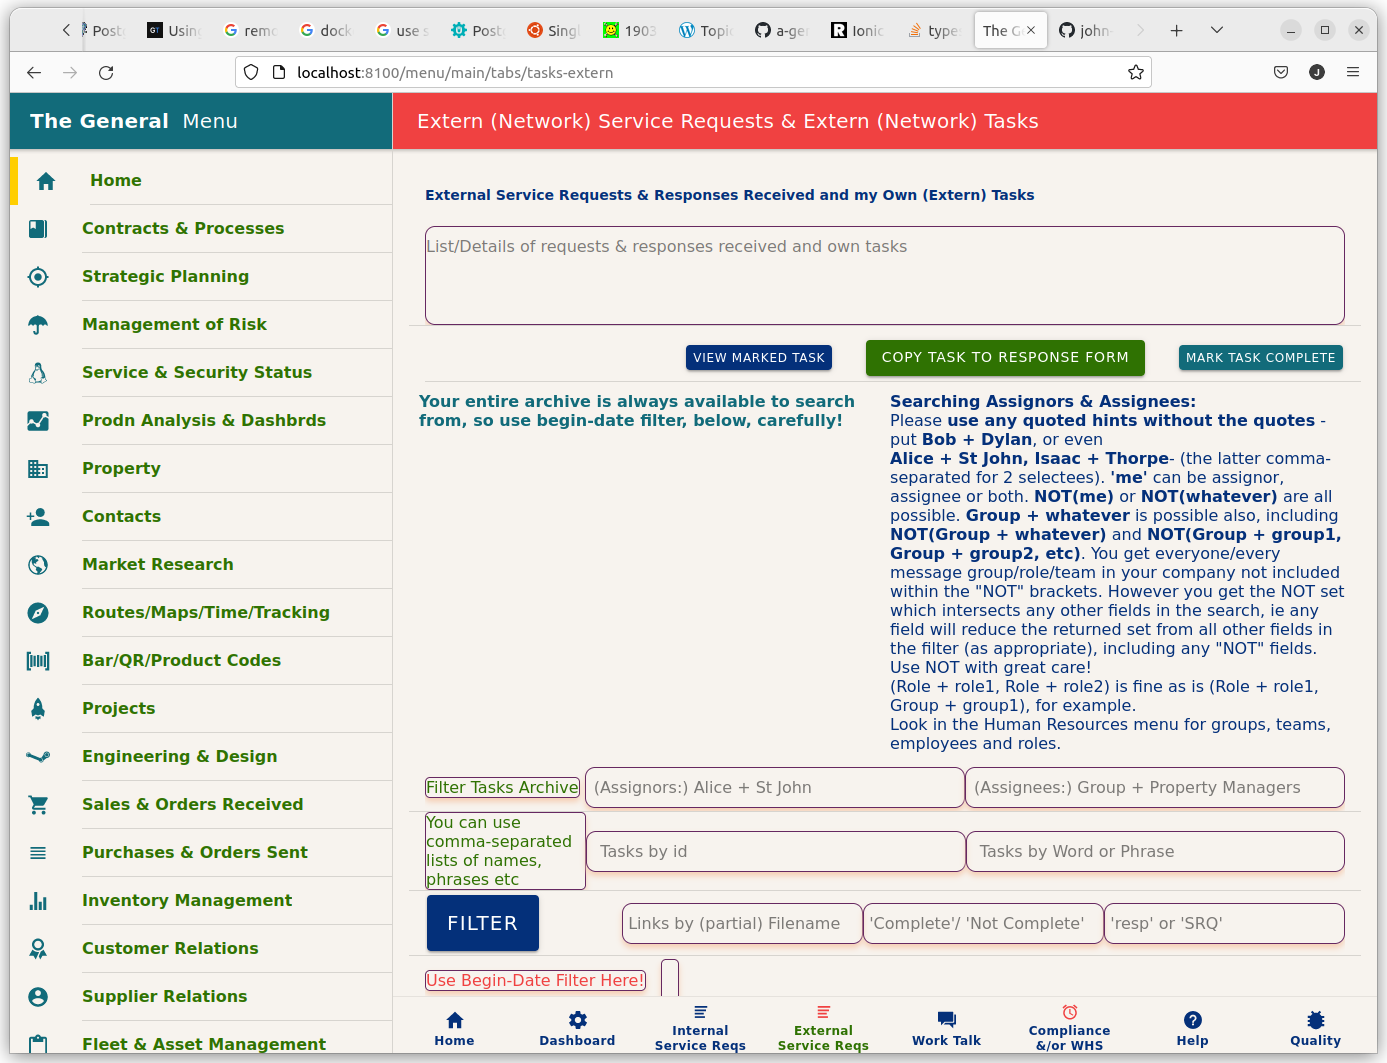 Post
Using
remo
dock
use s
Post
Singl
1903
Topic
a-ger
Ionic
type
The G
john-
localhost:8100/menu/main/tabs/tasks-extern
J
The General Menu
Extern (Network) Service Requests & Extern (Network) Tasks
Home
Contracts & Processes
Strategic Planning
Management of Risk
Service & Security Status
Prodn Analysis & Dashbrds
Property
Contacts
Market Research
Routes/Maps/Time/Tracking
Bar/QR/Product Codes
Projects
Engineering & Design
Sales & Orders Received
Purchases & Orders Sent
Inventory Management
Customer Relations
Supplier Relations
Fleet & Asset Management
External Service Requests & Responses Received and my Own (Extern) Tasks
List/Details of requests & responses received and own tasks
VIEW MARKED TASK
COPY TASK TO RESPONSE FORM
MARK TASK COMPLETE
Your entire archive is always available to search
from, so use begin-date filter, below, carefully!
Searching Assignors & Assignees:
Please use any quoted hints without the quotes -
put Bob + Dylan, or even
Alice + St John, Isaac + Thorpe- (the latter comma-
separated for 2 selectees). 'me' can be assignor,
assignee or both. NOT(me) or NOT(whatever) are all
possible. Group + whatever is possible also, including
NOT(Group + whatever) and NOT(Group + group1,
Group + group2, etc). You get everyone/every
message group/role/team in your company not included
within the "NOT" brackets. However you get the NOT set
which intersects any other fields in the search, ie any
field will reduce the returned set from all other fields in
the filter (as appropriate), including any "NOT" fields.
Use NOT with great care!
(Role + role1, Role + role2) is fine as is (Role + role1,
Group + group1), for example.
Look in the Human Resources menu for groups, teams,
employees and roles.
Filter Tasks Archive
(Assignors:) Alice + St John
(Assignees:) Group + Property Managers
You can use
comma-separated
lists of names,
phrases etc
Tasks by id
Tasks by Word or Phrase
FILTER
Links by (partial) Filename
'Complete'/ 'Not Complete'
'resp' or 'SRQ'
Use Begin-Date Filter Here!
Home
Dashboard
Internal
Service Reqs
External
Service Reqs
Work Talk
Compliance
&/or WHS
Help
Quality